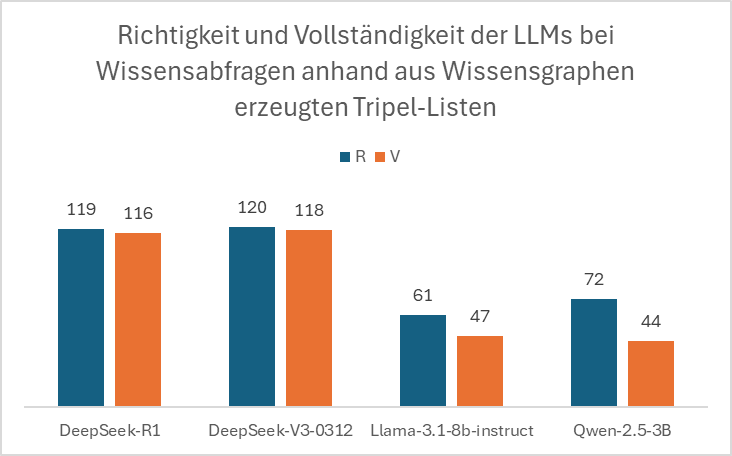 Richtigkeit und Vollständigkeit der LLMs bei
Wissensabfragen anhand aus Wissensgraphen
erzeugten Tripel-Listen
R V
119 116 120 118 61 47 72 44
DeepSeek-R1 DeepSeek-V3-0312 Llama-3.1-8b-instruct Qwen-2.5-3B